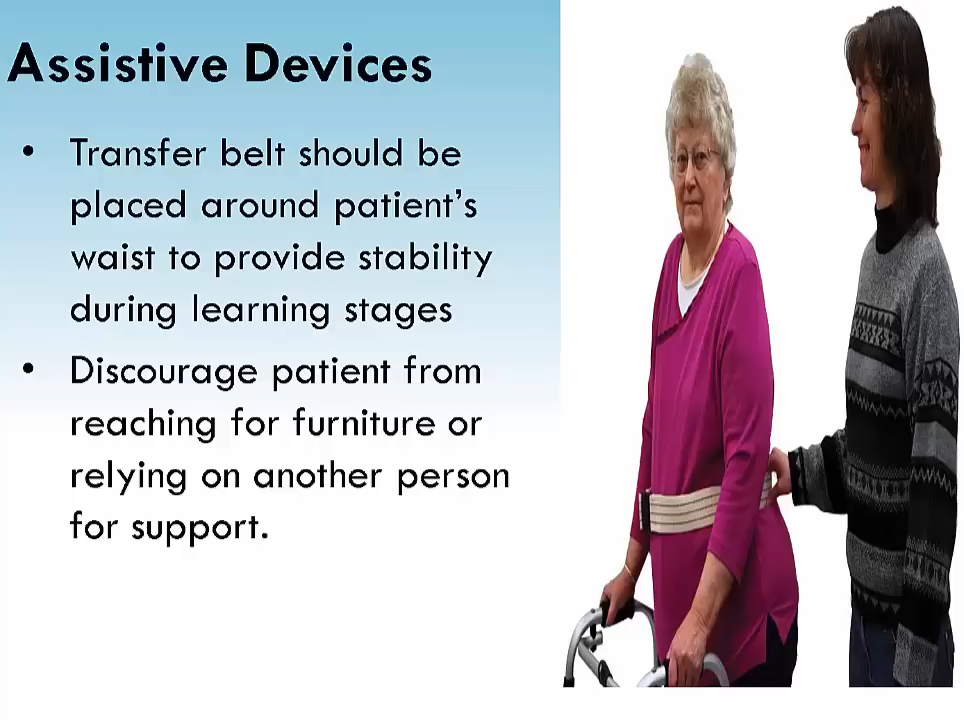 Assistive Devices
• Transfer belt should be
placed around patient’s
waist to provide stability
during learning stages
• Discourage patient from
reaching for furniture or
relying on another person
for support.